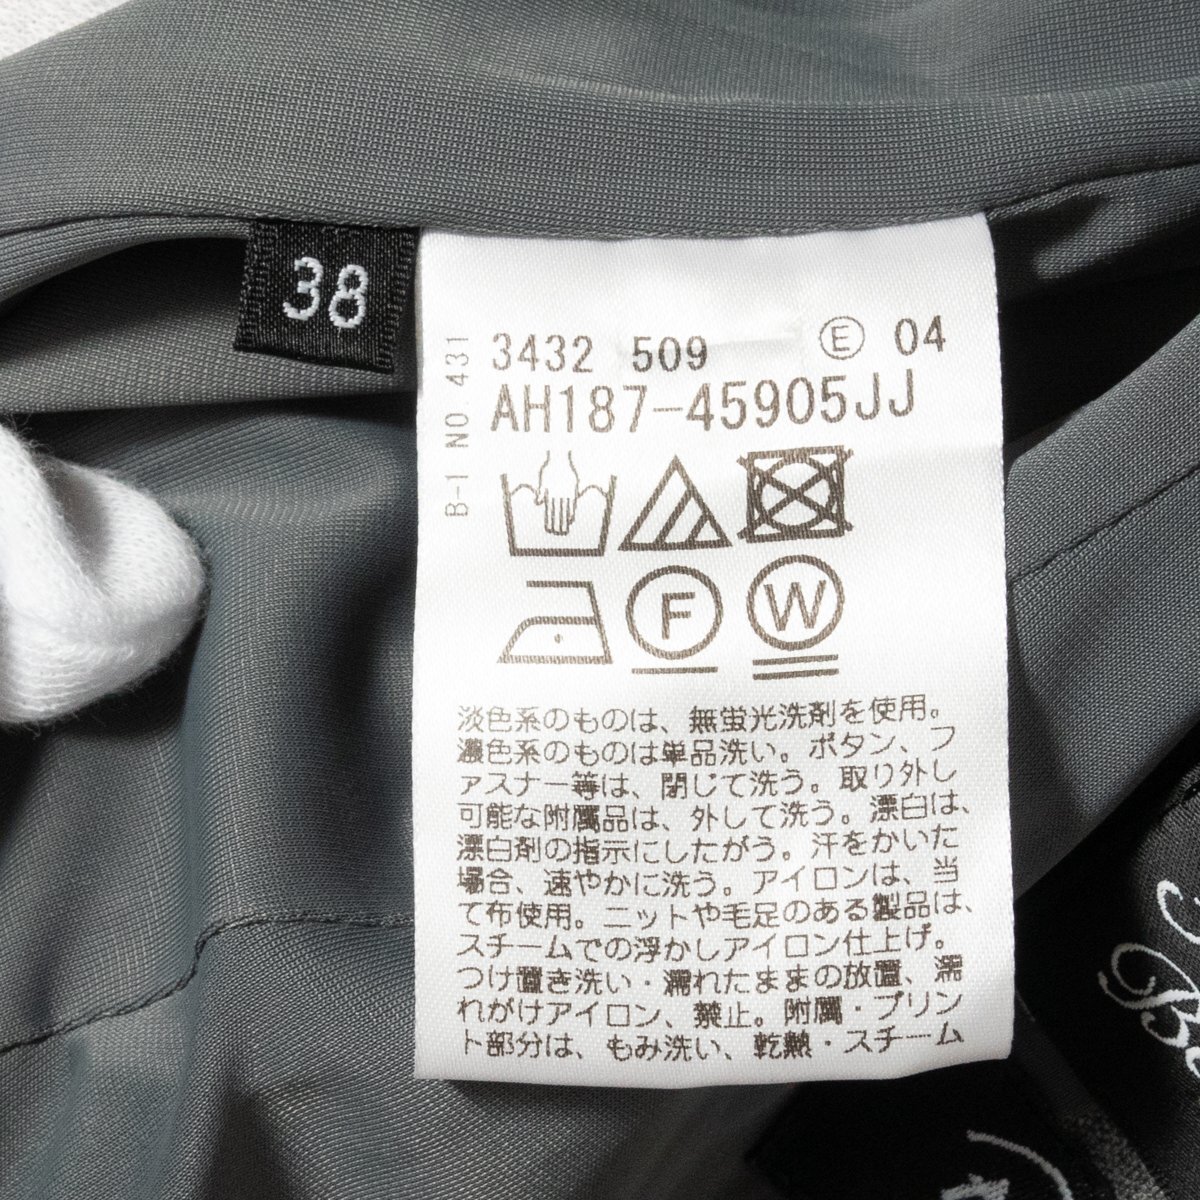 38
B-1 NO.431
3432 509 E 04
AH187-45905JJ
F W
淡色系のものは、無蛍光洗剤を使用。
濃色系のものは単品洗い。ボタン、フ
ァスナー等は、閉じて洗う。取り外し
可能な附属品は、外して洗う。漂白は、
漂白剤の指示にしたがう。汗をかいた
場合、速やかに洗う。アイロンは、当
て布使用。ニットや毛足のある製品は、
スチームでの浮かしアイロン仕上げ。
つけ置き洗い・濡れたままの放置、濡
れがけアイロン、禁止。附属・プリン
ト部分は、もみ洗い、乾熱・スチーム